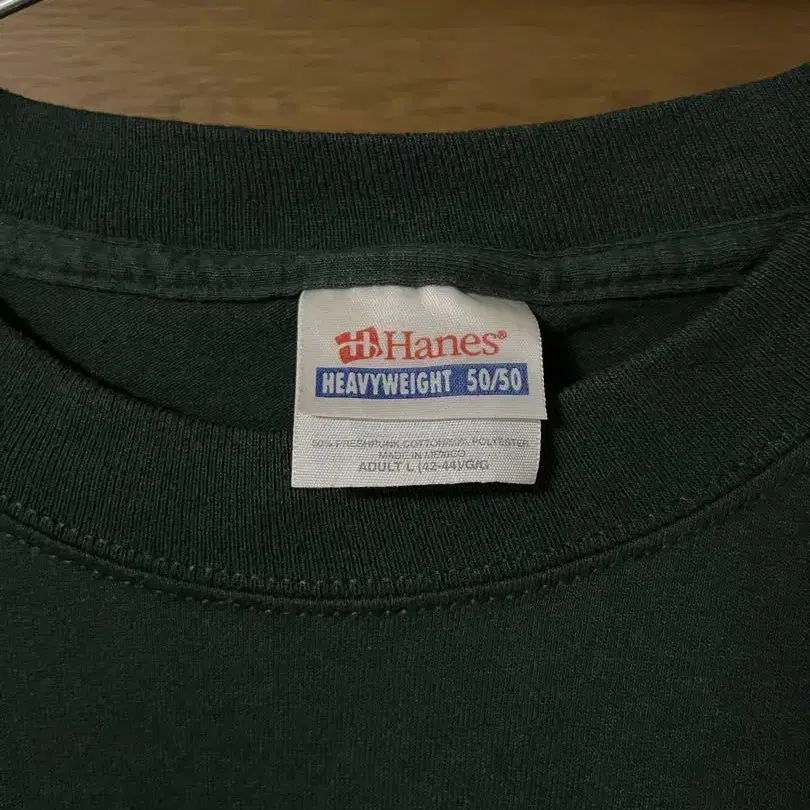 H Hanes®
HEAVYWEIGHT 50/50
50% PRESHRUNK COTTON/50% POLYESTER
MADE IN MEXICO
ADULT L (42-44)/G/G